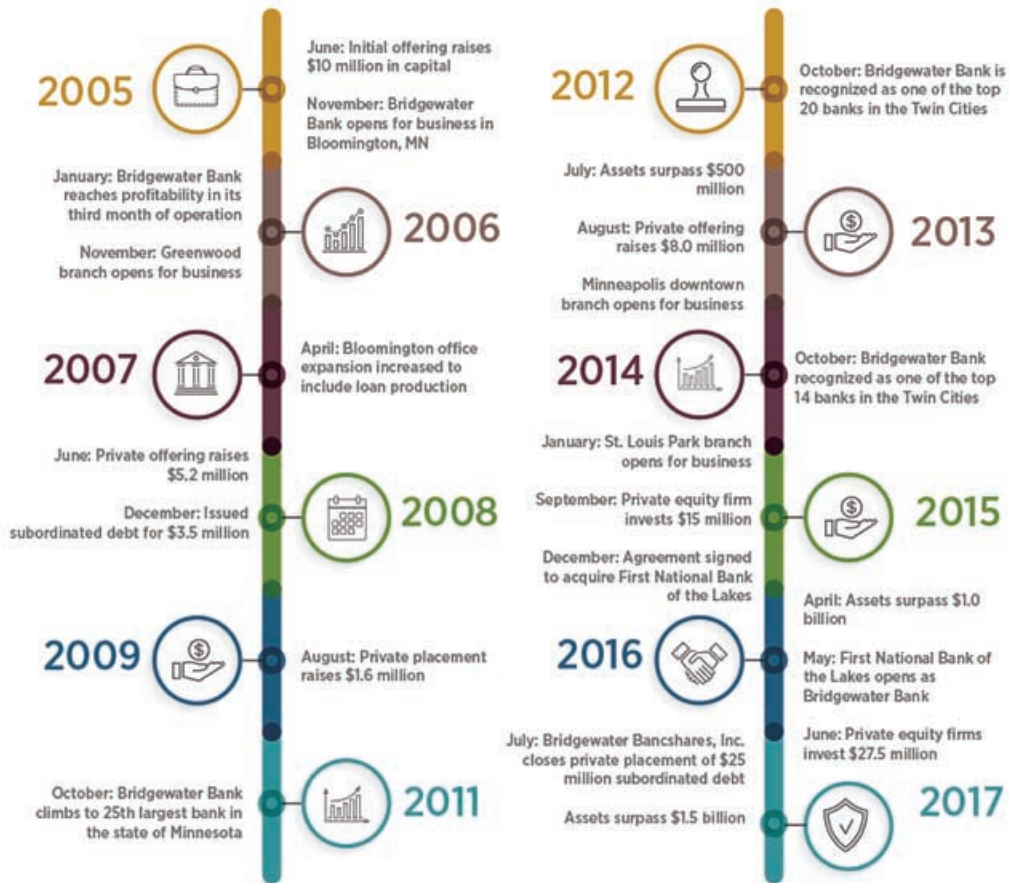 2005
June: Initial offering raises
$10 million in capital
November: Bridgewater
Bank opens for business in
Bloomington, MN
January: Bridgewater Bank
reaches profitability in its
third month of operation
November: Greenwood
branch opens for business
2006
2007
April: Bloomington office
expansion increased to
include loan production
June: Private offering raises
$5.2 million
December: Issued
subordinated debt for $3.5 million
2008
2009
August: Private placement
raises $1.6 million
October: Bridgewater Bank
climbs to 25th largest bank in
the state of Minnesota
2011
2012
October: Bridgewater Bank is
recognized as one of the top
20 banks in the Twin Cities
July: Assets surpass $500
million
August: Private offering
raises $8.0 million
Minneapolis downtown
branch opens for business
2013
2014
October: Bridgewater Bank
recognized as one of the top
14 banks in the Twin Cities
January: St. Louis Park branch
opens for business
September: Private equity firm
invests $15 million
December: Agreement signed
to acquire First National Bank
of the Lakes
2015
2016
April: Assets surpass $1.0
billion
May: First National Bank of
the Lakes opens as
Bridgewater Bank
June: Private equity firms
invest $27.5 million
July: Bridgewater Bancshares, Inc.
closes private placement of $25
million subordinated debt
Assets surpass $1.5 billion
2017